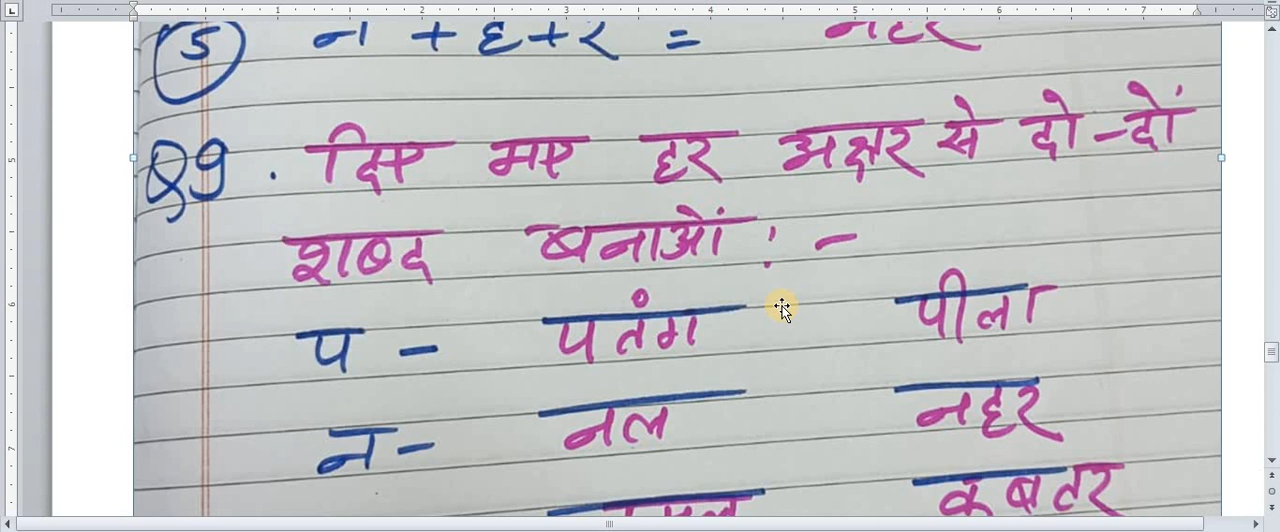 5 न + ह + र = नहर
Q9. दिए गए हर अक्षर से दो-दों
शब्द बनाओं :-
प - पतंग पीला
न - नल नहर
कबतर